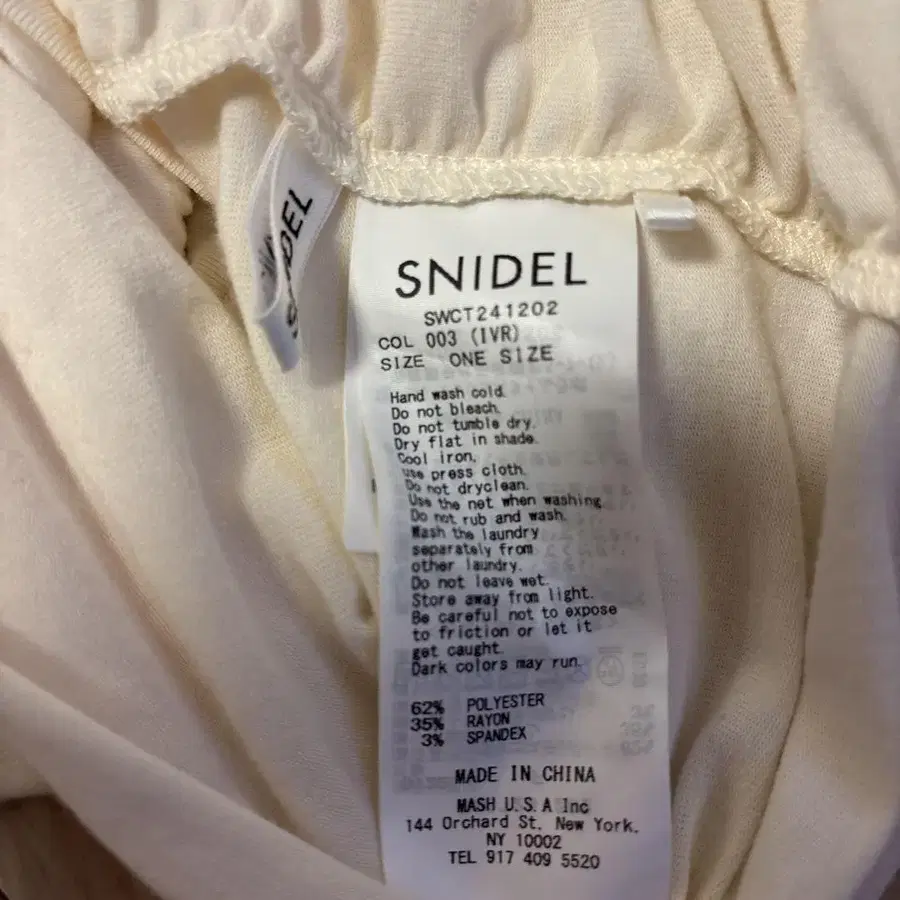 SNIDEL
SWCT241202
COL 003 (IVR)
SIZE ONE SIZE
Hand wash cold.
Do not bleach.
Do not tumble dry.
Dry flat in shade.
Cool iron,
use press cloth.
Do not dryclean.
Use the net when washing.
Do not rub and wash.
Wash the laundry
separately from
other laundry.
Do not leave wet.
Store away from light.
Be careful not to expose
to friction or let it
get caught.
Dark colors may run.
62% POLYESTER
35% RAYON
3% SPANDEX
MADE IN CHINA
MASH U.S.A Inc
144 Orchard St. New York.
NY 10002
TEL 917 409 5520